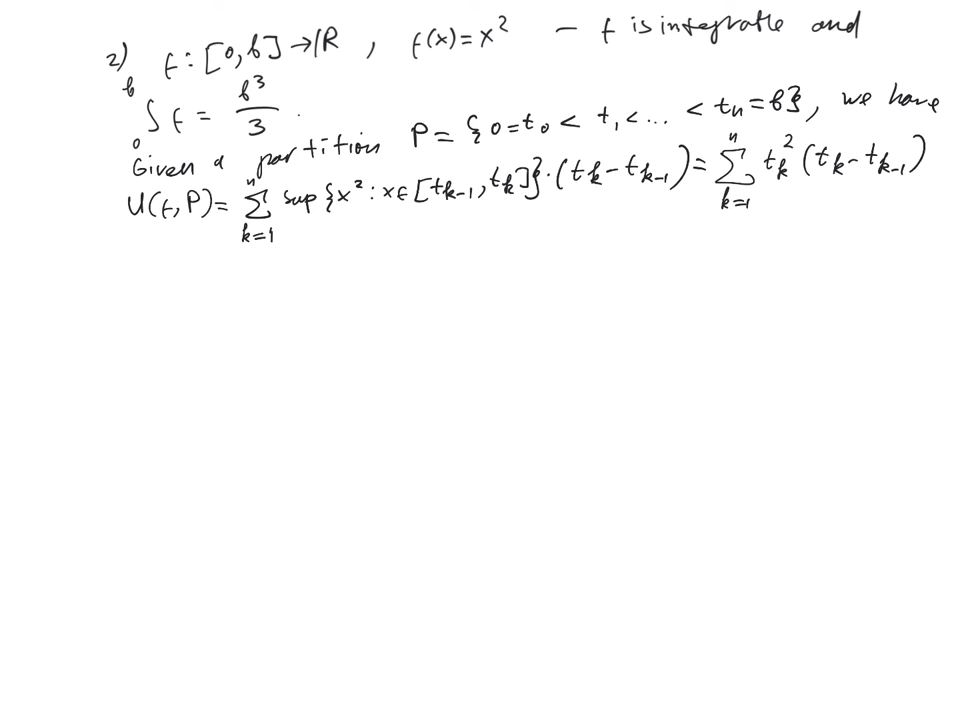 2) f: [0, b] → ℝ, f(x) = x² – f is integrable and
∫₀ᵇ f = b³/3.
Given a partition P = {0 = t₀ < t₁ < ... < tₙ = b}, we have
U(f, P) = ∑ₖ₌₁ⁿ sup{x² : x ∈ [tₖ₋₁, tₖ]} · (tₖ - tₖ₋₁) = ∑ₖ₌₁ⁿ tₖ² (tₖ - tₖ₋₁)